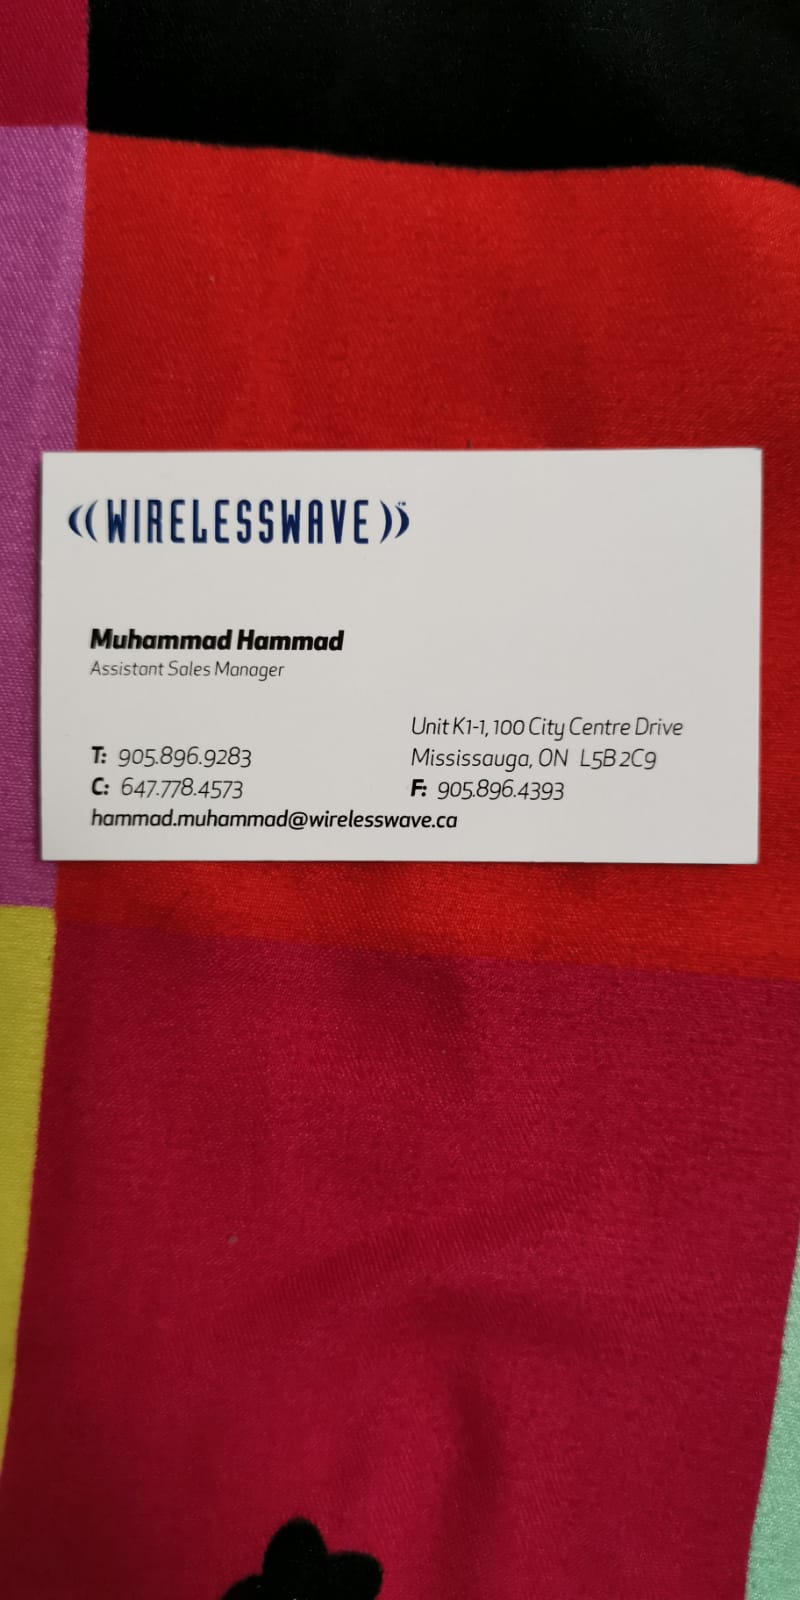 WIRELESSWAVE™
Muhammad Hammad
Assistant Sales Manager
T: 905.896.9283
C: 647.778.4573
hammad.muhammad@wirelesswave.ca
Unit K1-1, 100 City Centre Drive
Mississauga, ON L5B 2C9
F: 905.896.4393